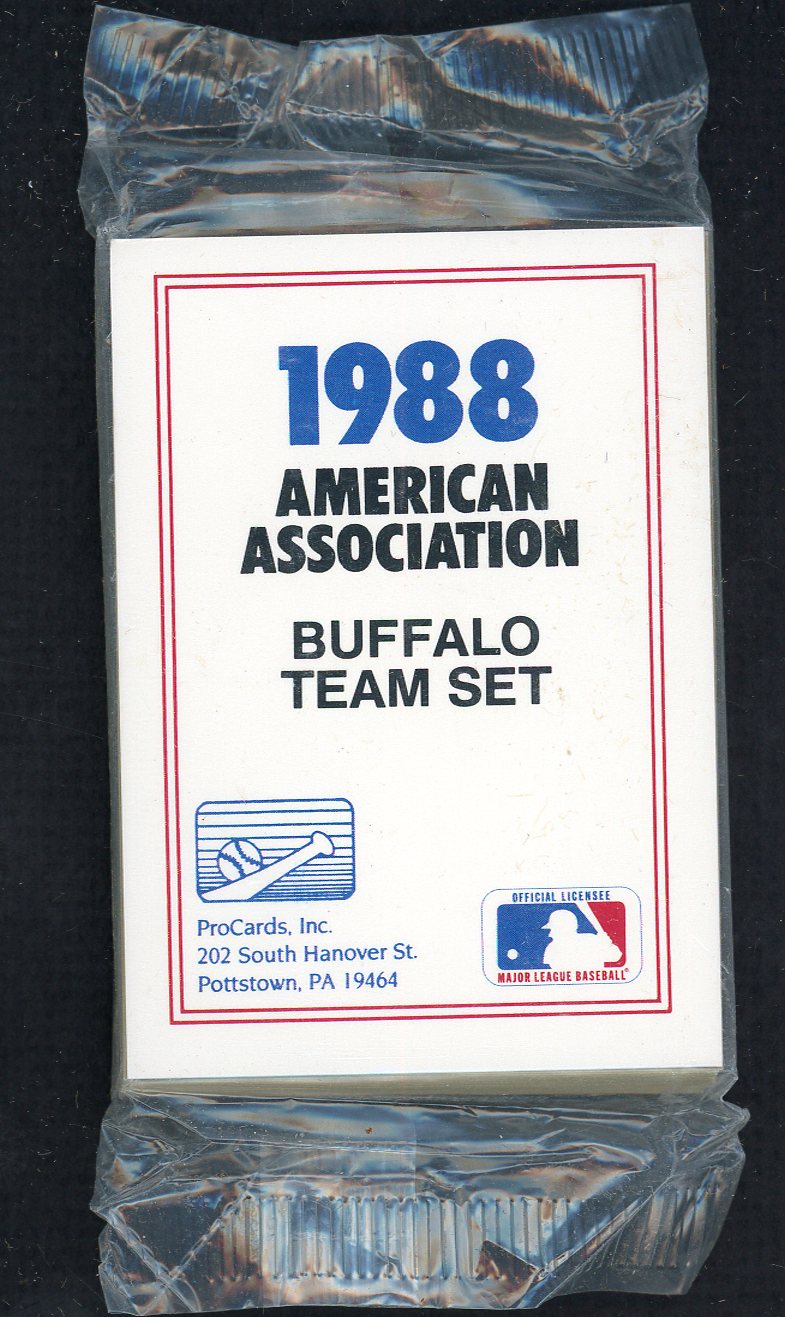 1988
AMERICAN
ASSOCIATION
BUFFALO
TEAM SET
ProCards, Inc.
202 South Hanover St.
Pottstown, PA 19464
OFFICIAL LICENSEE
MAJOR LEAGUE BASEBALL®